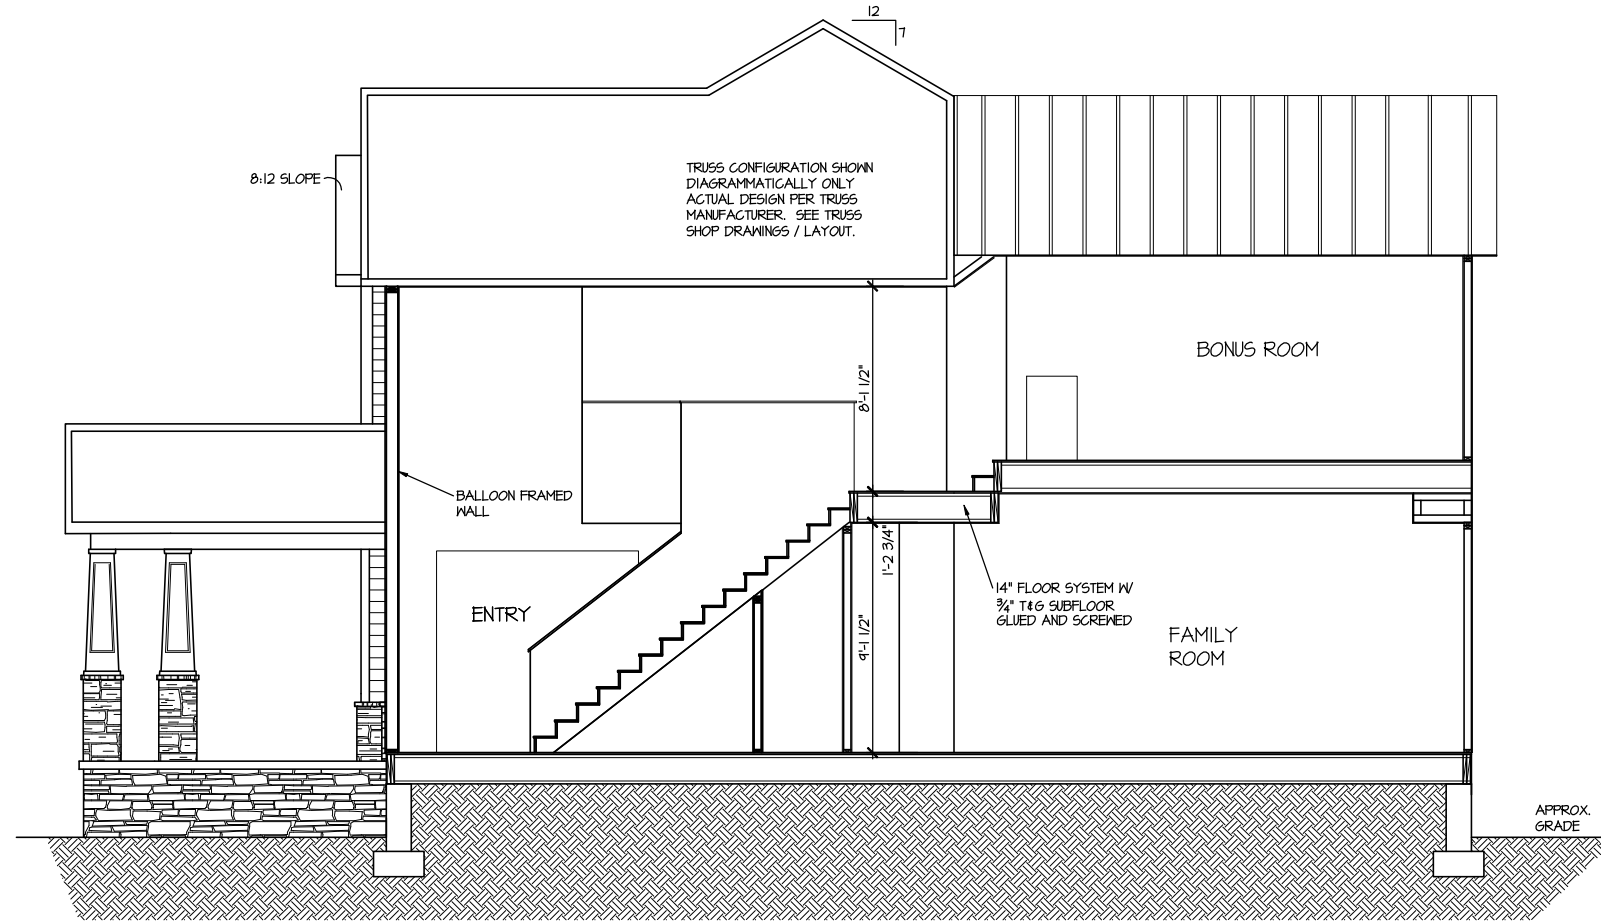 12
7
8:12 SLOPE
TRUSS CONFIGURATION SHOWN
DIAGRAMMATICALLY ONLY
ACTUAL DESIGN PER TRUSS
MANUFACTURER. SEE TRUSS
SHOP DRAWINGS / LAYOUT.
BONUS ROOM
8'-1 1/2"
BALLOON FRAMED
WALL
1'-2 3/4"
14" FLOOR SYSTEM W/
3/4" T&G SUBFLOOR
GLUED AND SCREWED
ENTRY
9'-1 1/2"
FAMILY
ROOM
APPROX.
GRADE